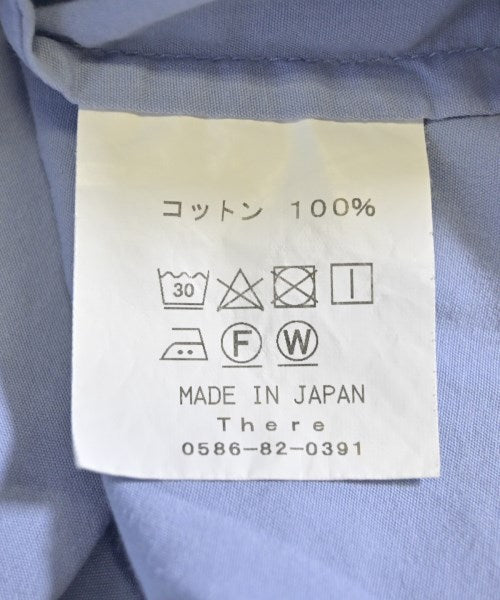 コットン 100%
30
F W
MADE IN JAPAN
There
0586-82-0391